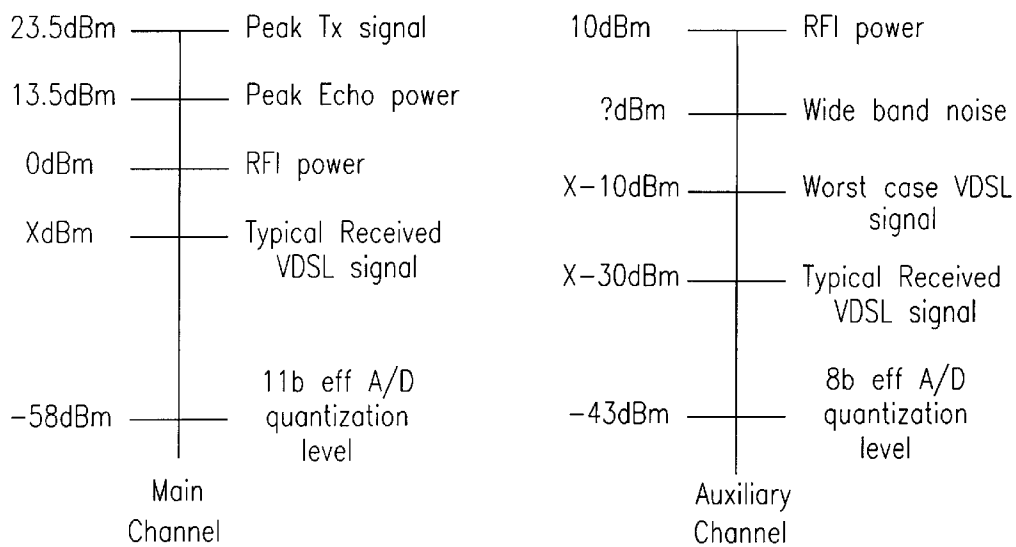 23.5dBm Peak Tx signal
13.5dBm Peak Echo power
0dBm RFI power
XdBm Typical Received
VDSL signal
-58dBm 11b eff A/D
quantization
level
Main
Channel
10dBm RFI power
?dBm Wide band noise
X-10dBm Worst case VDSL
signal
X-30dBm Typical Received
VDSL signal
-43dBm 8b eff A/D
quantization
level
Auxiliary
Channel